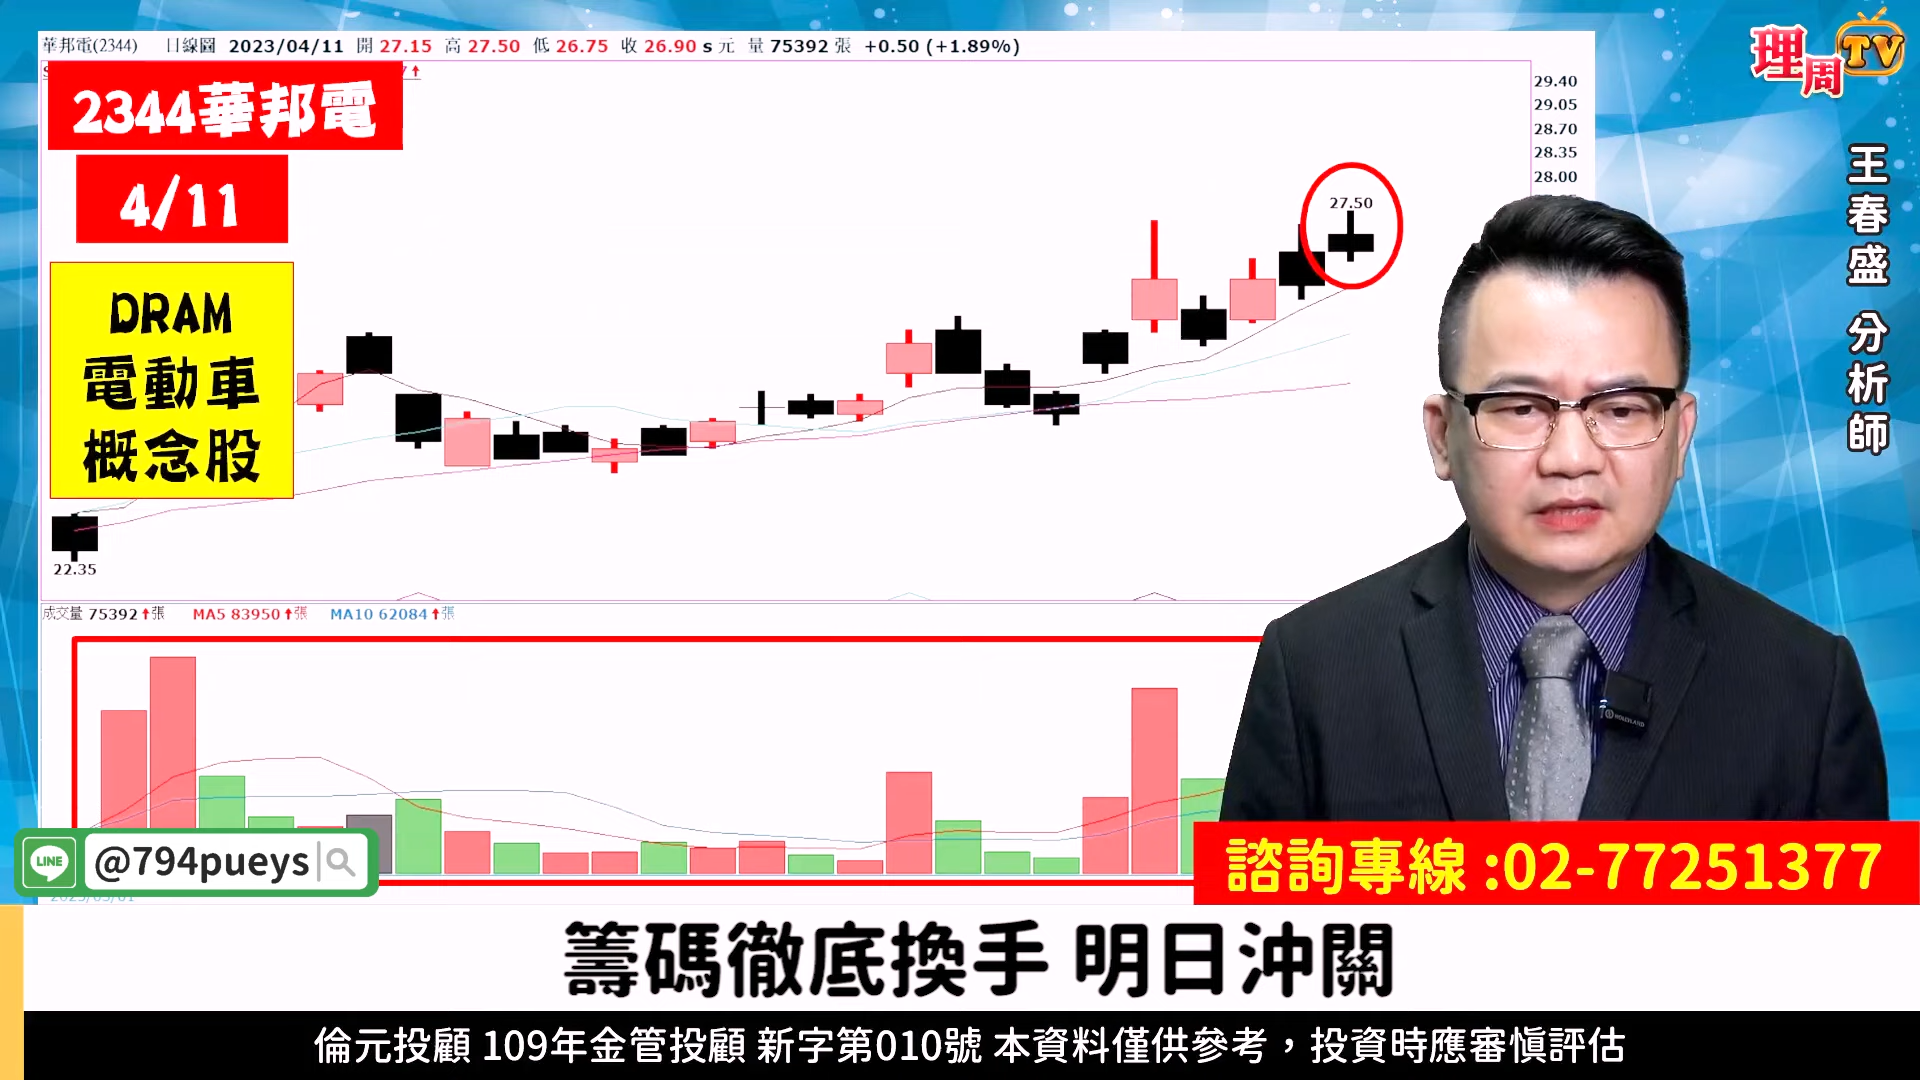 華邦電(2344) 日線圖 2023/04/11 開 27.15 高 27.50 低 26.75 收 26.90 s 元 量 75392 張 +0.50 (+1.89%)
理周TV
2344華邦電
4/11
DRAM
電動車
概念股
29.40
29.05
28.70
28.35
28.00
27.50
22.35
王春盛 分析師
成交量 75392↑張 MA5 83950↑張 MA10 62084↑張
LINE @794pueys
諮詢專線 :02-77251377
籌碼徹底換手 明日沖關
倫元投顧 109年金管投顧 新字第010號 本資料僅供參考，投資時應審慎評估